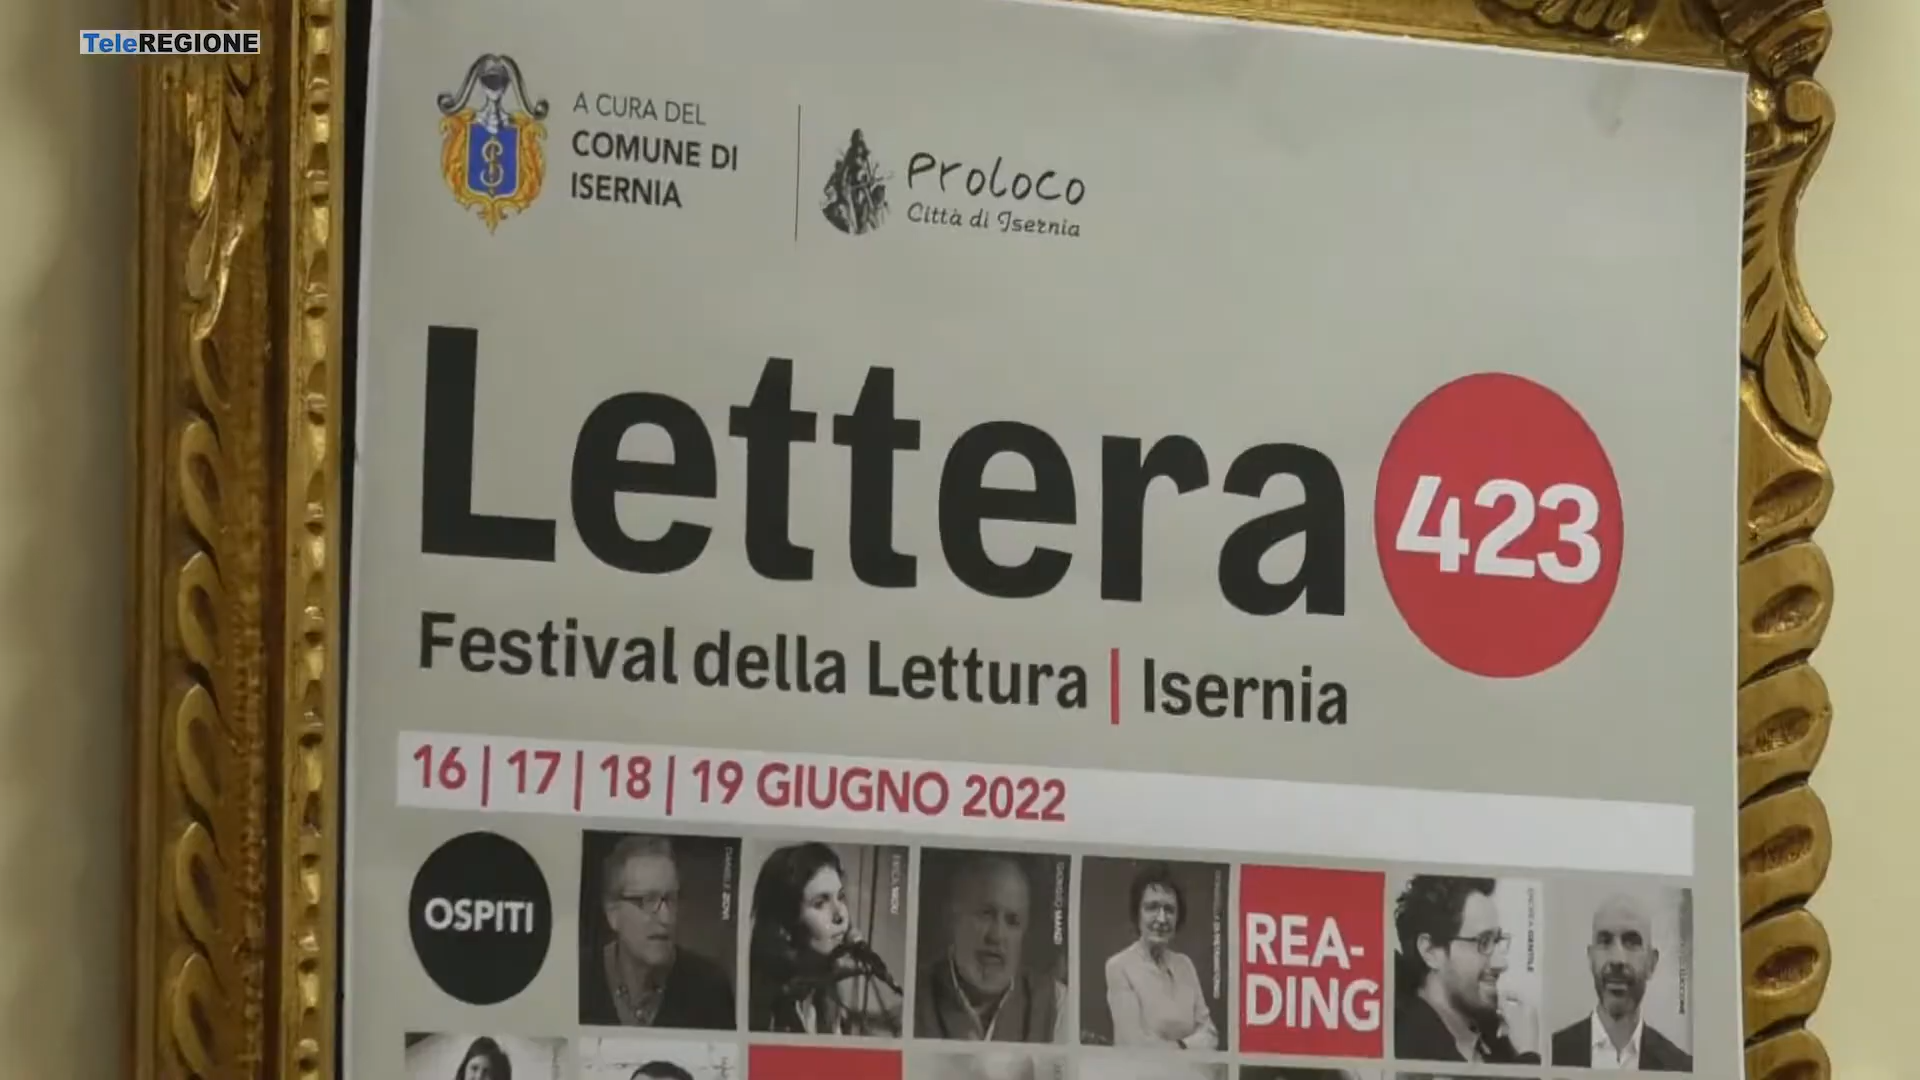 TeleREGIONE
A CURA DEL
COMUNE DI
ISERNIA
Proloco
Città di Isernia
Lettera 423
Festival della Lettura | Isernia
16 | 17 | 18 | 19 GIUGNO 2022
OSPITI
REA-
DING